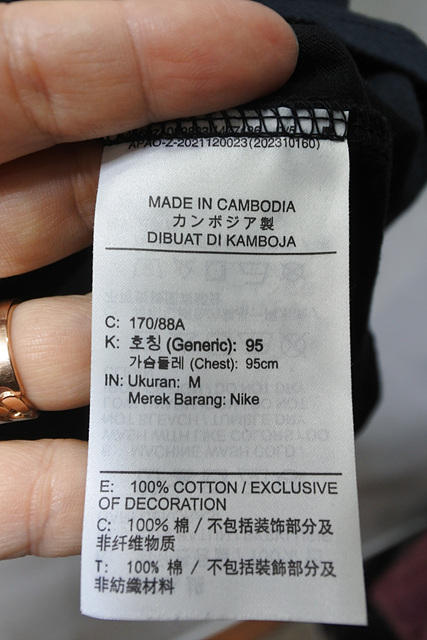 APAO-Z-2021120023(202310160)
MADE IN CAMBODIA
カンボジア製
DIBUAT DI KAMBOJA
C: 170/88A
K: 호칭 (Generic): 95
가슴둘레 (Chest): 95cm
IN: Ukuran: M
Merek Barang: Nike
E: 100% COTTON / EXCLUSIVE
OF DECORATION
C: 100% 棉 / 不包括装饰部分及
非纤维物质
T: 100% 棉 / 不包括裝飾部分及
非紡織材料